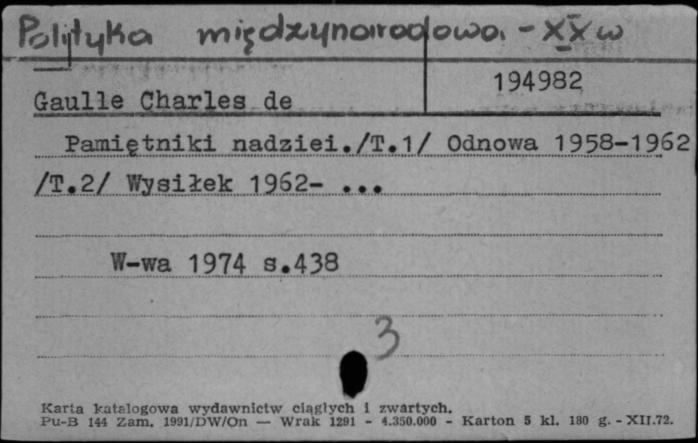 Polityka międzynarodowa - XX w
194982
Gaulle Charles de
Pamiętniki nadziei./T.1/ Odnowa 1958-1962
/T.2/ Wysiłek 1962- ...
W-wa 1974 s.438
3
Karta katalogowa wydawnictw ciągłych i zwartych.
Pu-B 144 Zam. 1991/DW/On — Wrak 1291 - 4.350.000 - Karton 5 kl. 180 g. - XII.72.